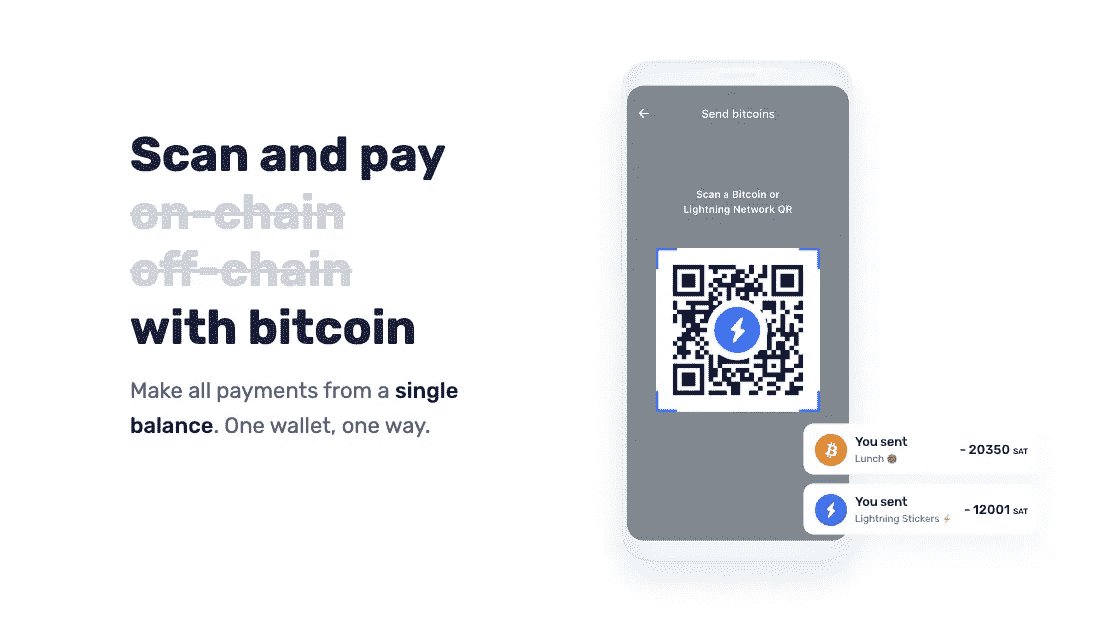 Scan and pay
on-chain
off-chain
with bitcoin
Make all payments from a single
balance. One wallet, one way.
Send bitcoins
Scan a Bitcoin or
Lightning Network QR
You sent
Lunch
- 20350 SAT
You sent
Lightning Stickers ⚡
- 12001 SAT